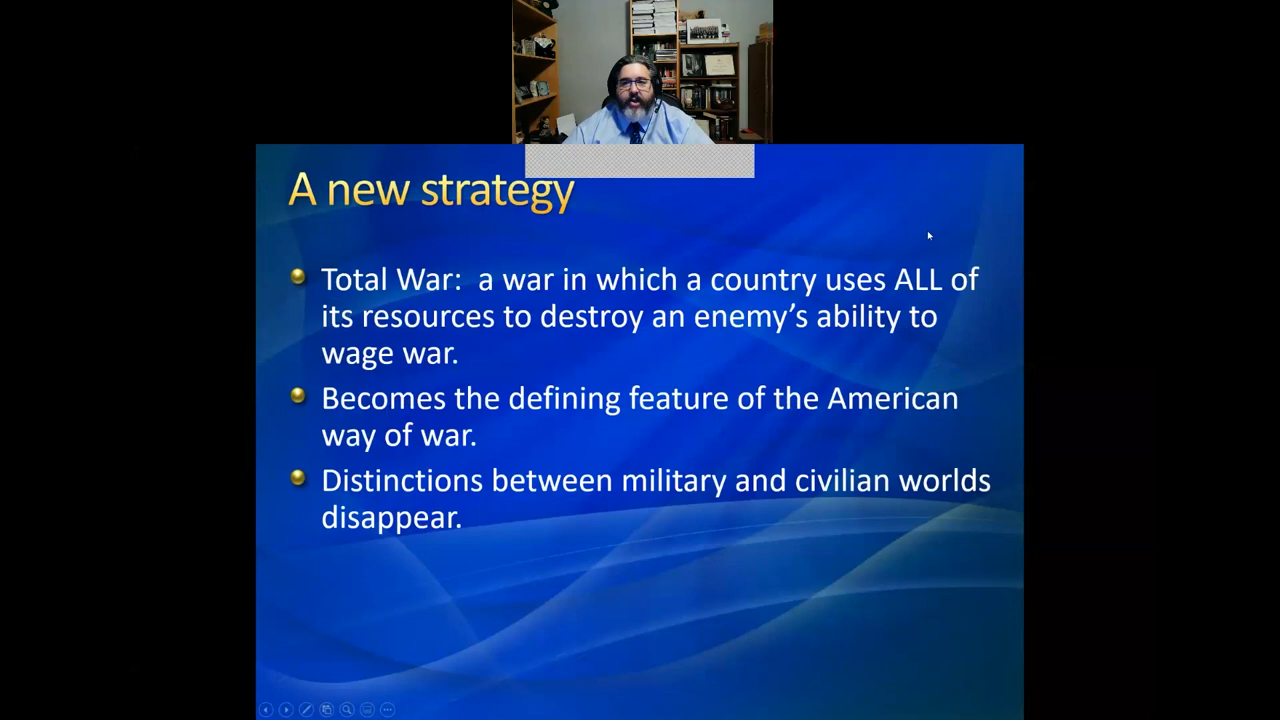 A new strategy
Total War:  a war in which a country uses ALL of
its resources to destroy an enemy’s ability to
wage war.
Becomes the defining feature of the American
way of war.
Distinctions between military and civilian worlds
disappear.